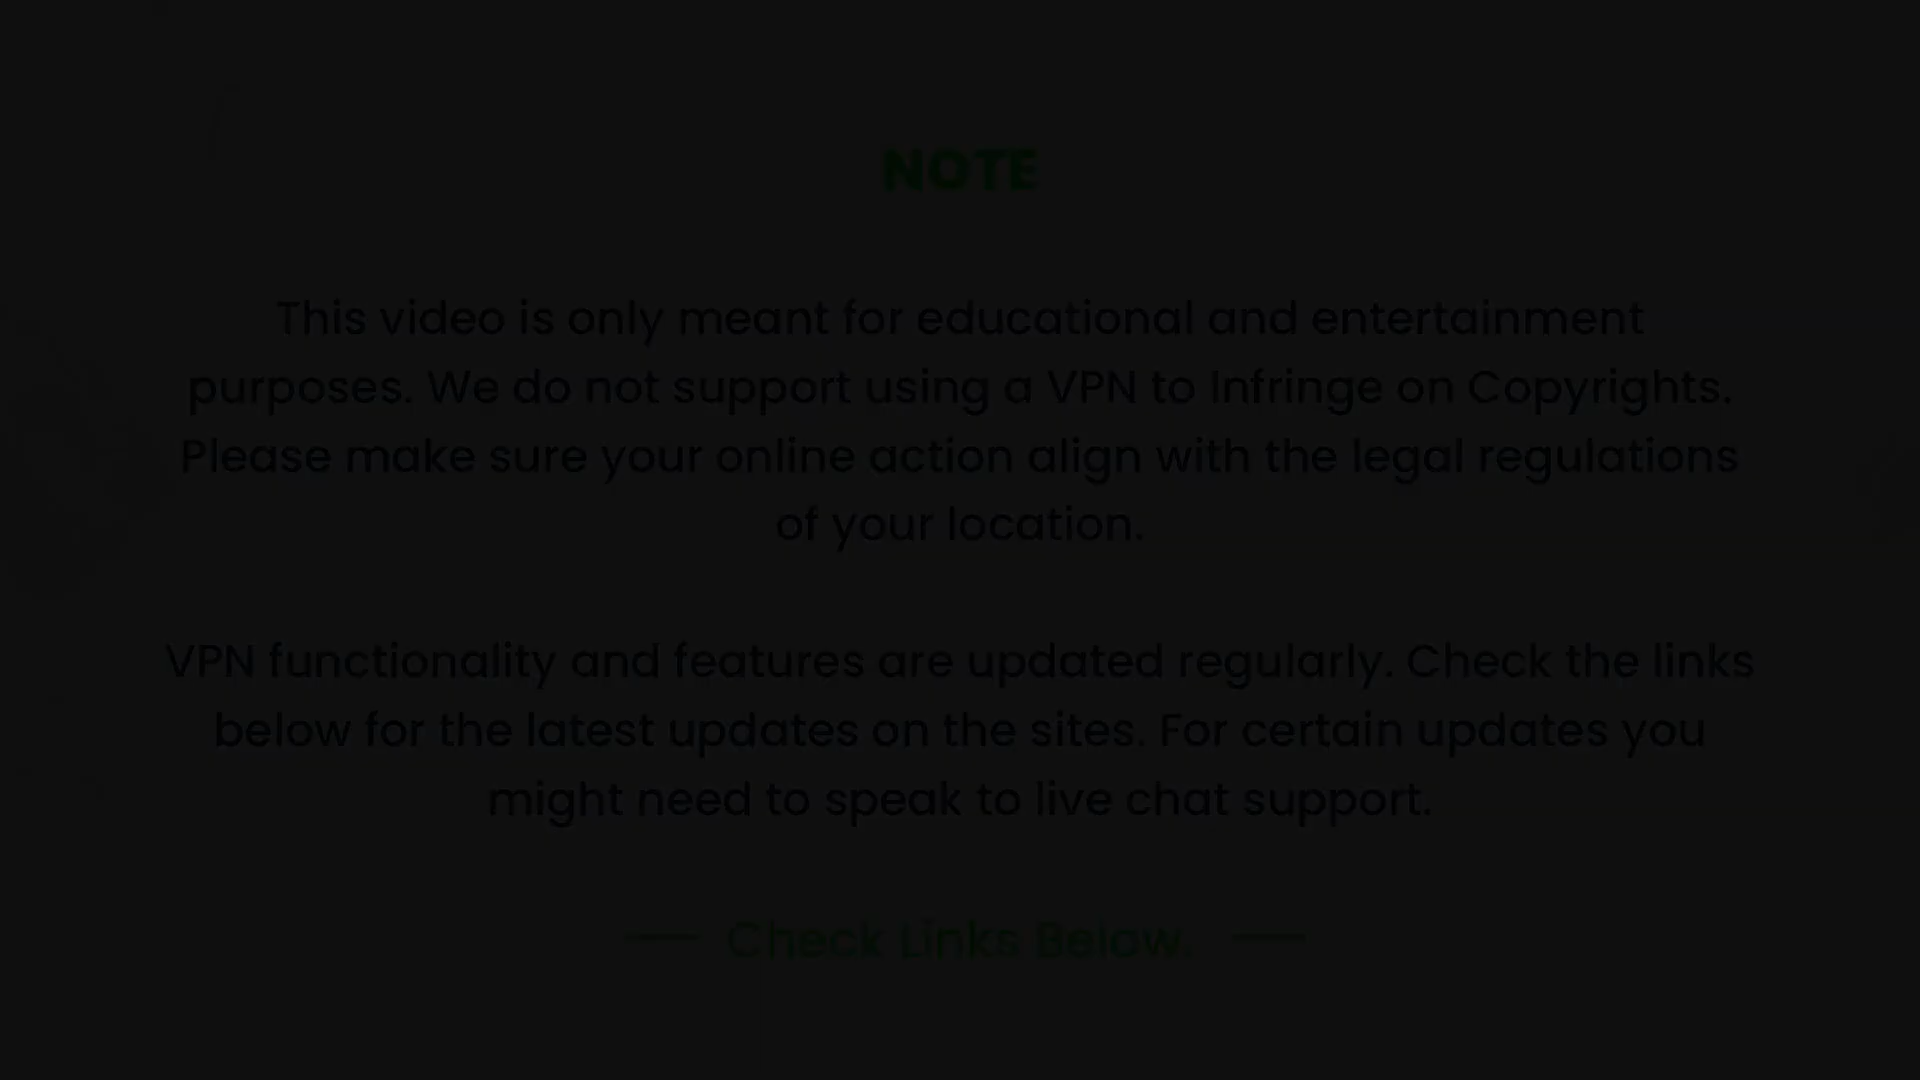 NOTE
This video is only meant for educational and entertainment
purposes. We do not support using a VPN to Infringe on Copyrights.
Please make sure your online action align with the legal regulations
of your location.
VPN functionality and features are updated regularly. Check the links
below for the latest updates on the sites. For certain updates you
might need to speak to live chat support.
Check Links Below.